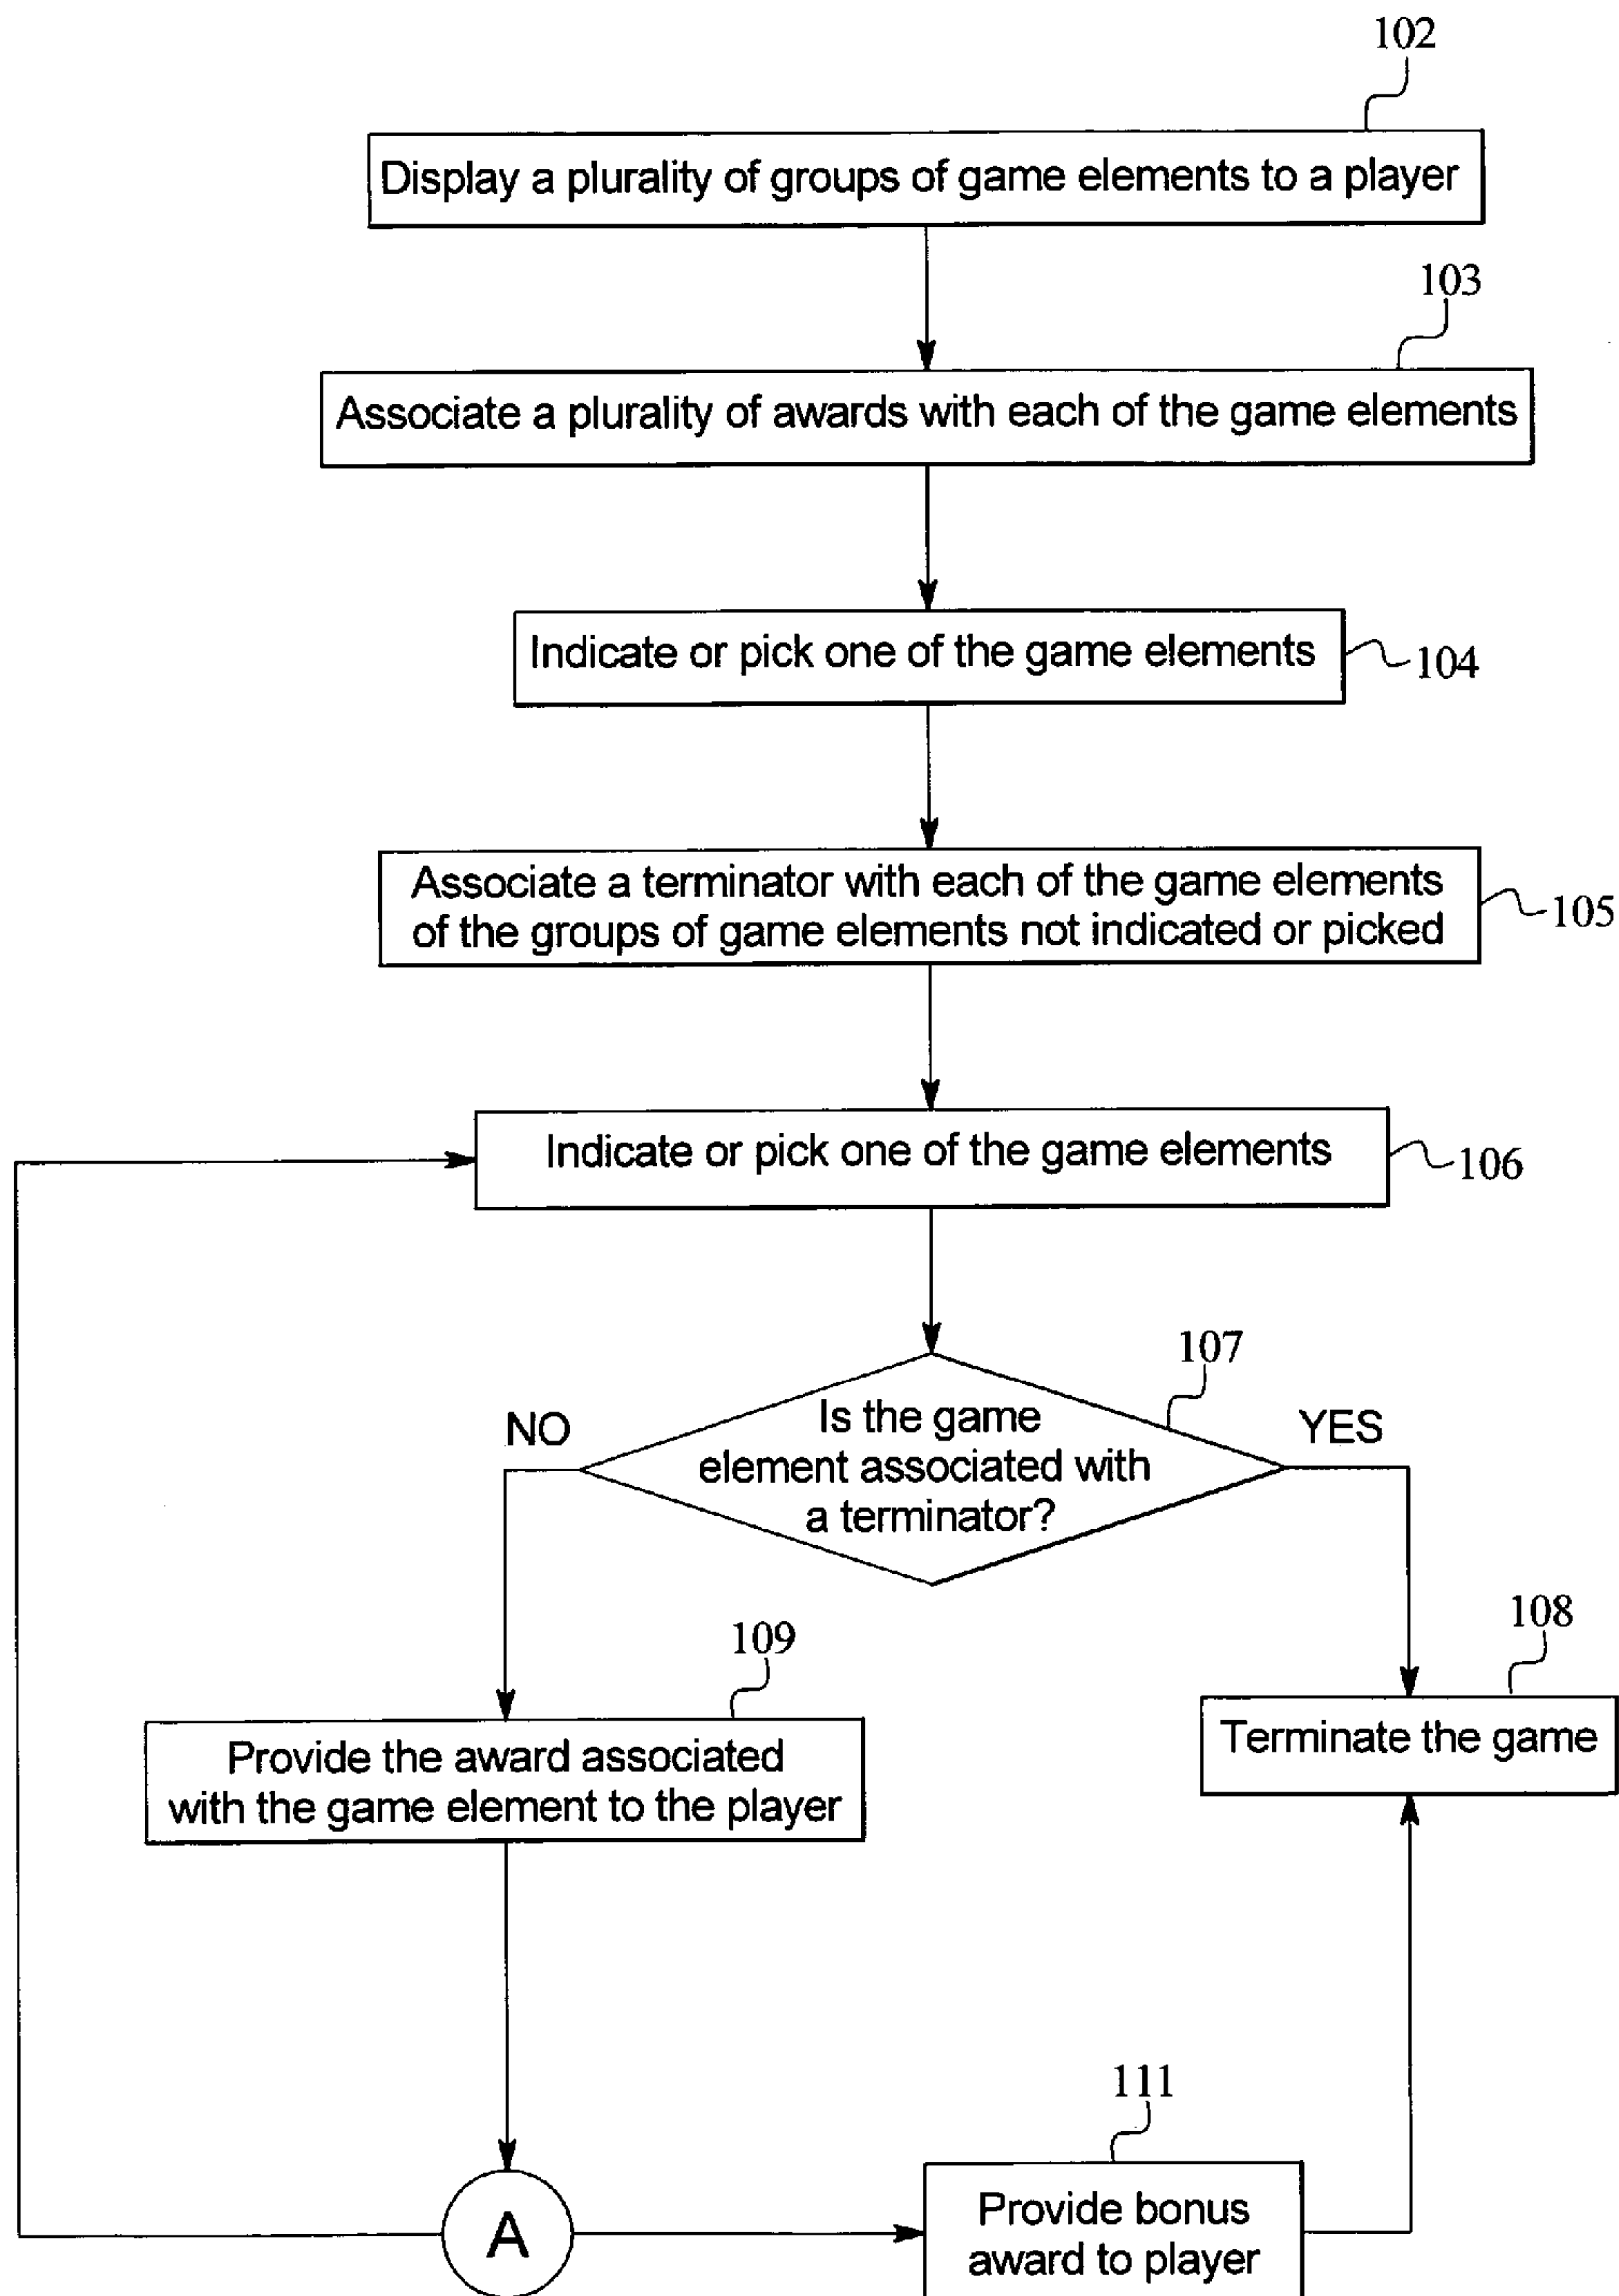 102
Display a plurality of groups of game elements to a player
103
Associate a plurality of awards with each of the game elements
Indicate or pick one of the game elements
104
Associate a terminator with each of the game elements
of the groups of game elements not indicated or picked
105
Indicate or pick one of the game elements
106
107
NO
Is the game
element associated with
a terminator?
YES
109
108
Provide the award associated
with the game element to the player
Terminate the game
111
A
Provide bonus
award to player